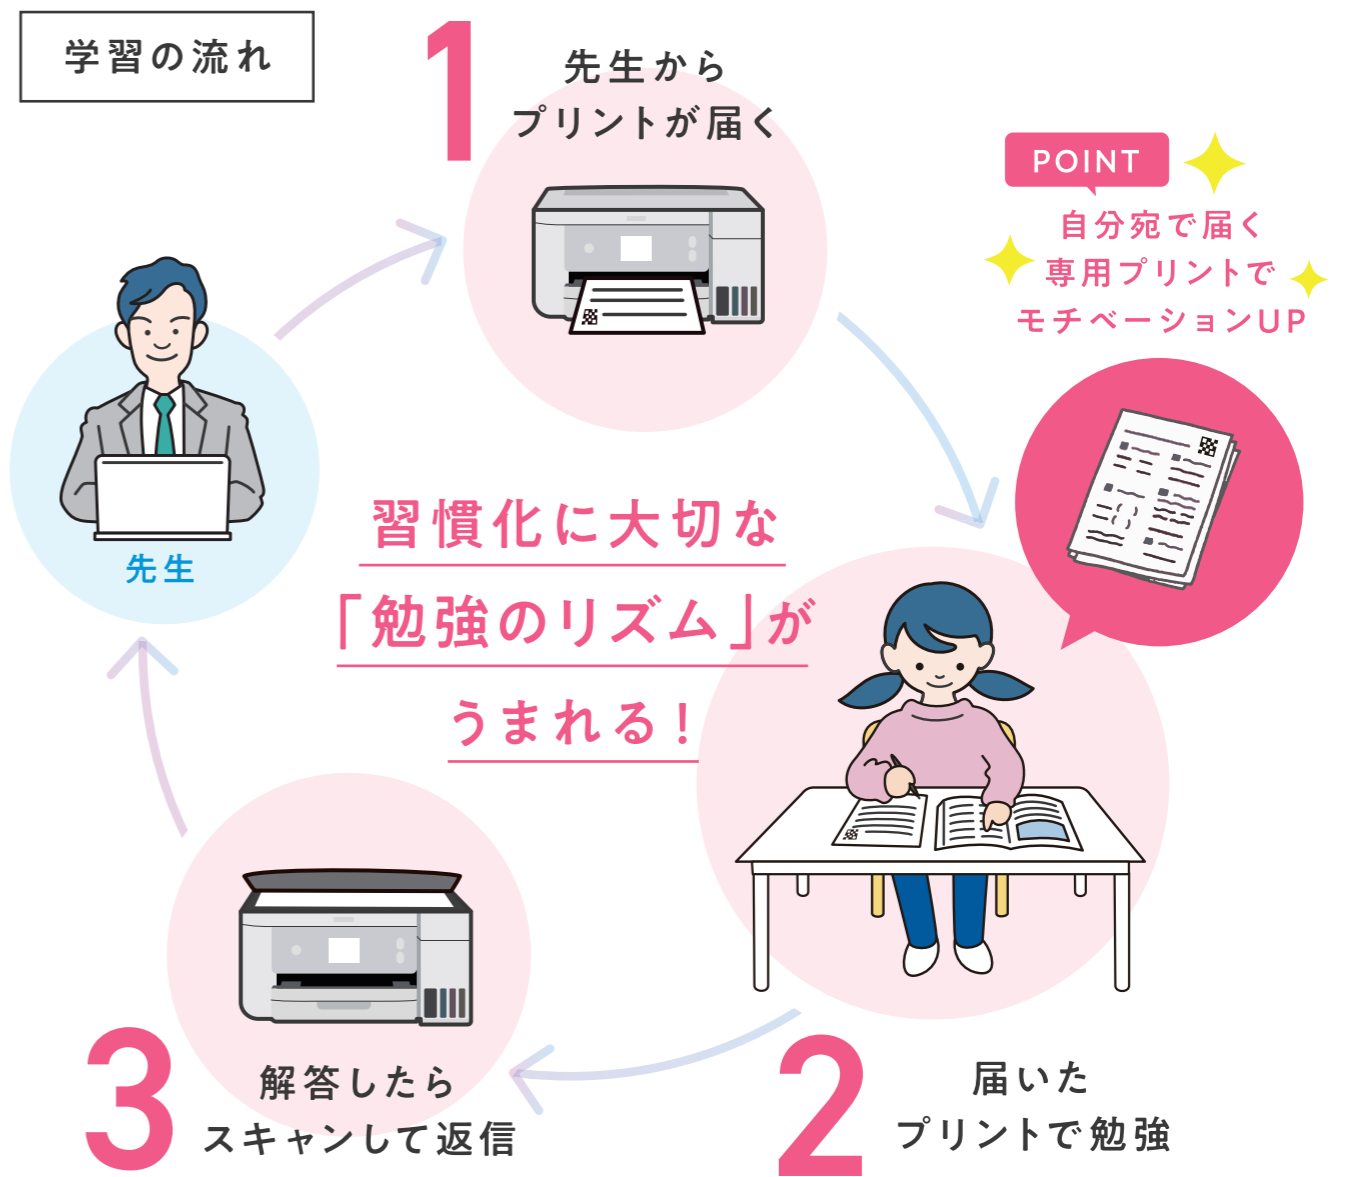 学習の流れ
1
先生から
プリントが届く
POINT
自分宛で届く
専用プリントで
モチベーションUP
先生
習慣化に大切な
「勉強のリズム」が
うまれる！
2
届いた
プリントで勉強
3
解答したら
スキャンして返信